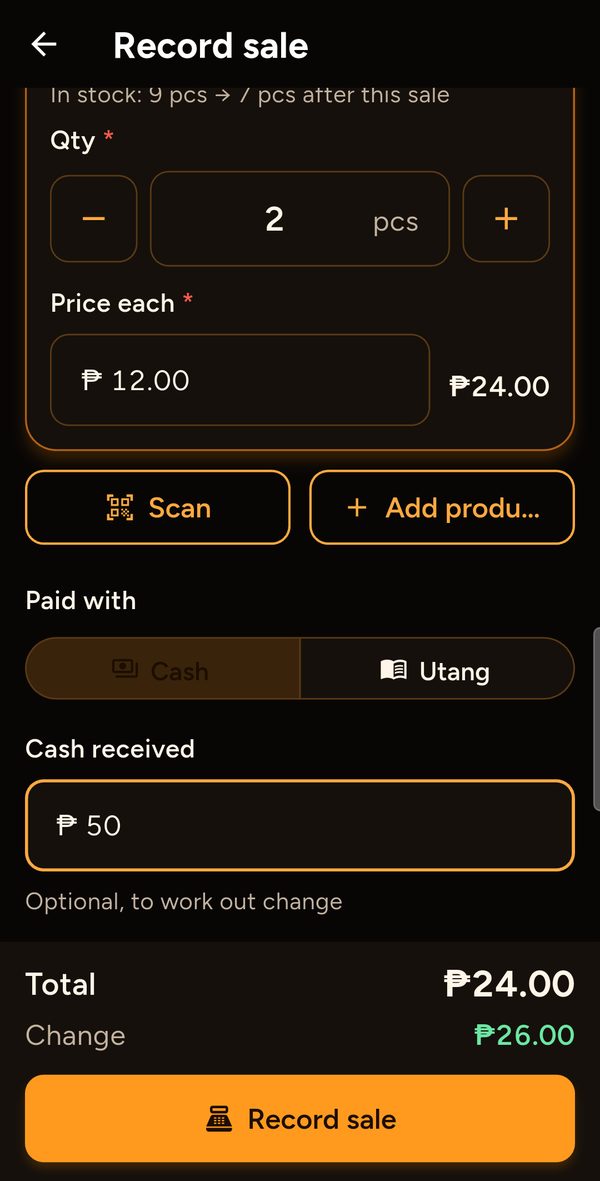 Record sale
In stock: 9 pcs → 7 pcs after this sale
Qty *
− 2 pcs +
Price each *
₱ 12.00 ₱24.00
Scan + Add produ...
Paid with
Cash Utang
Cash received
₱ 50
Optional, to work out change
Total ₱24.00
Change ₱26.00
Record sale